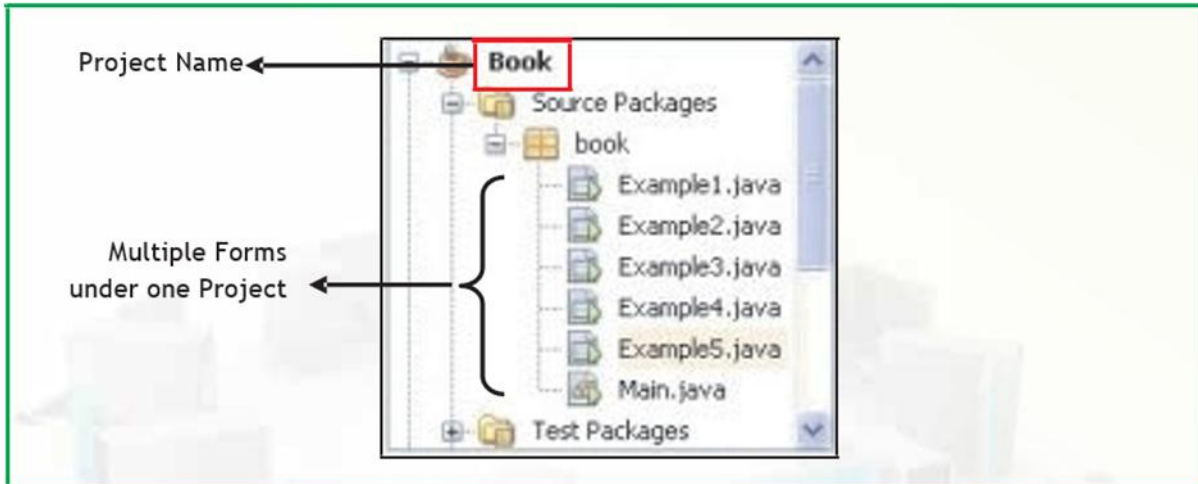 Project Name
Book
Source Packages
book
Example1.java
Example2.java
Example3.java
Multiple Forms
under one Project
Example4.java
Example5.java
Main.java
Test Packages